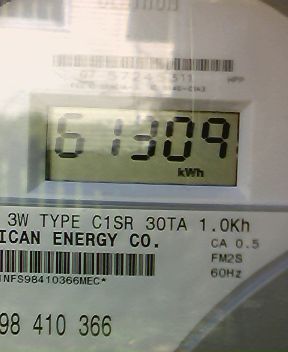 CENTRON
61309
kWh
3W TYPE C1SR 30TA 1.0Kh
ICAN ENERGY CO.
CA 0.5
FM2S
60Hz
INFS98410366MEC*
98 410 366